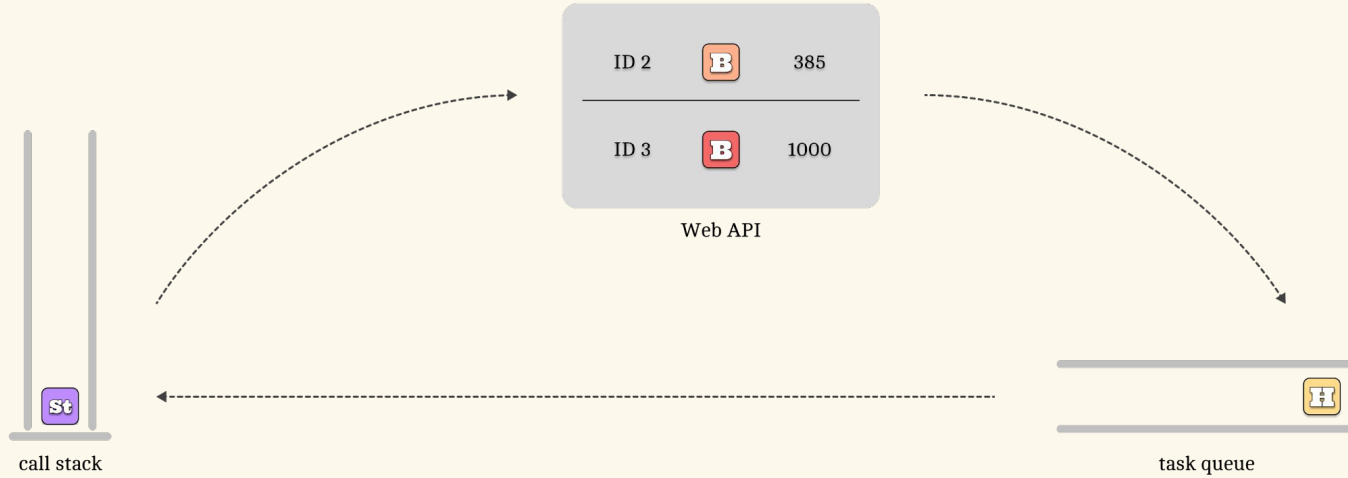 ID 2 B 385
ID 3 B 1000
Web API
St
H
call stack
task queue